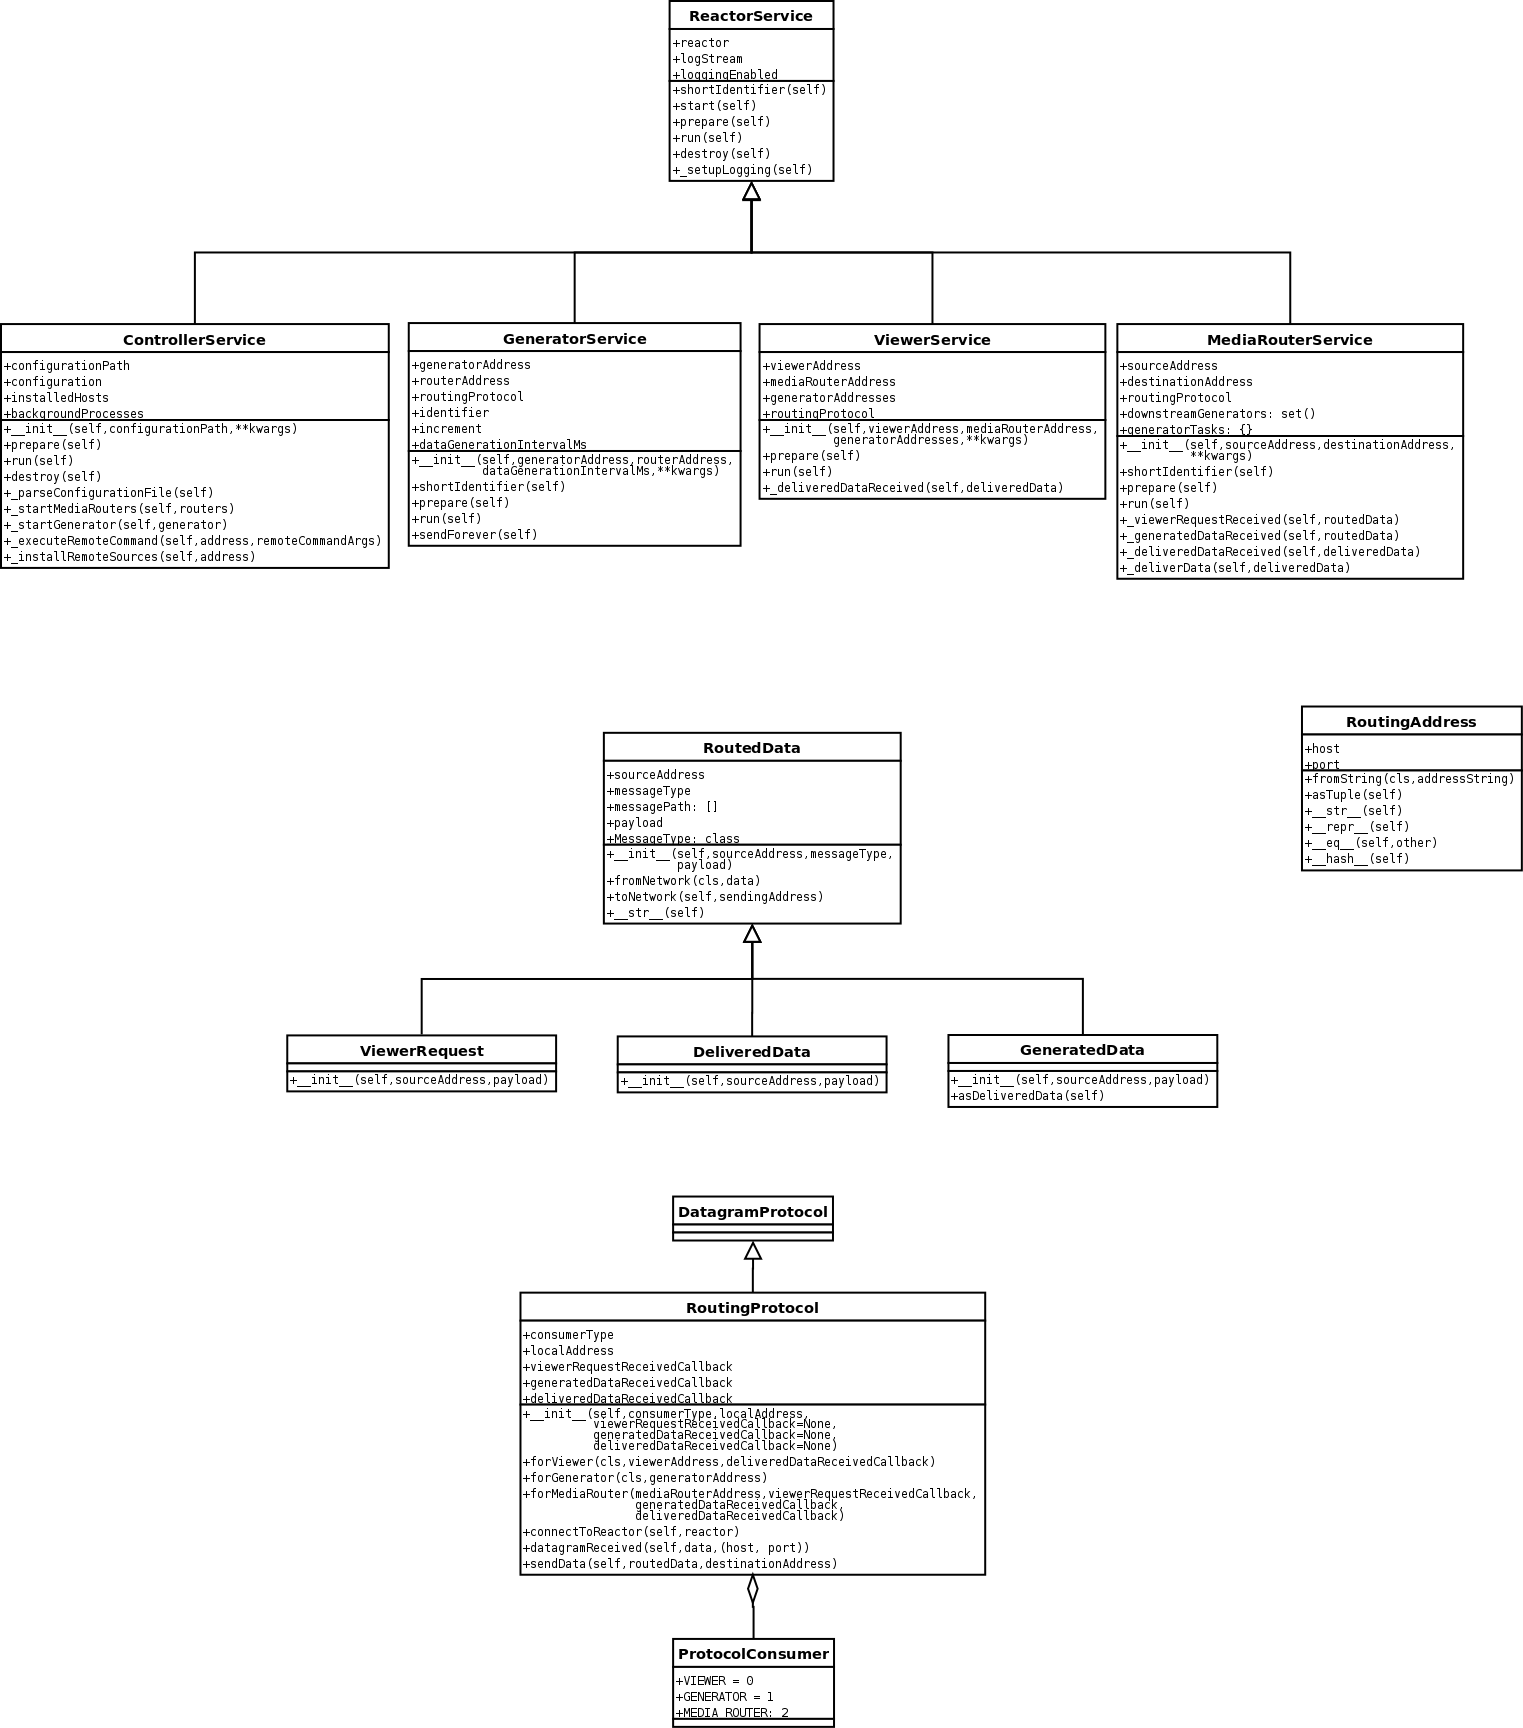 ReactorService
+reactor
+logStream
+loggingEnabled
+shortIdentifier(self)
+start(self)
+prepare(self)
+run(self)
+destroy(self)
+_setupLogging(self)
ControllerService
+configurationPath
+configuration
+installedHosts
+backgroundProcesses
+__init__(self,configurationPath,**kwargs)
+prepare(self)
+run(self)
+destroy(self)
+_parseConfigurationFile(self)
+_startMediaRouters(self,routers)
+_startGenerator(self,generator)
+_executeRemoteCommand(self,address,remoteCommandArgs)
+_installRemoteSources(self,address)
GeneratorService
+generatorAddress
+routerAddress
+routingProtocol
+identifier
+increment
+dataGenerationIntervalMs
+__init__(self,generatorAddress,routerAddress,
dataGenerationIntervalMs,**kwargs)
+shortIdentifier(self)
+prepare(self)
+run(self)
+sendForever(self)
ViewerService
+viewerAddress
+mediaRouterAddress
+generatorAddresses
+routingProtocol
+__init__(self,viewerAddress,mediaRouterAddress,
generatorAddresses,**kwargs)
+prepare(self)
+run(self)
+_deliveredDataReceived(self,deliveredData)
MediaRouterService
+sourceAddress
+destinationAddress
+routingProtocol
+downstreamGenerators: set()
+generatorTasks: {}
+__init__(self,sourceAddress,destinationAddress,
**kwargs)
+shortIdentifier(self)
+prepare(self)
+run(self)
+_viewerRequestReceived(self,routedData)
+_generatedDataReceived(self,routedData)
+_deliveredDataReceived(self,deliveredData)
+_deliverData(self,deliveredData)
RoutedData
+sourceAddress
+messageType
+messagePath: []
+payload
+MessageType: class
+__init__(self,sourceAddress,messageType,
payload)
+fromNetwork(cls,data)
+toNetwork(self,sendingAddress)
+__str__(self)
RoutingAddress
+host
+port
+fromString(cls,addressString)
+asTuple(self)
+__str__(self)
+__repr__(self)
+__eq__(self,other)
+__hash__(self)
ViewerRequest
+__init__(self,sourceAddress,payload)
DeliveredData
+__init__(self,sourceAddress,payload)
GeneratedData
+__init__(self,sourceAddress,payload)
+asDeliveredData(self)
DatagramProtocol
RoutingProtocol
+consumerType
+localAddress
+viewerRequestReceivedCallback
+generatedDataReceivedCallback
+deliveredDataReceivedCallback
+__init__(self,consumerType,localAddress,
viewerRequestReceivedCallback=None,
generatedDataReceivedCallback=None,
deliveredDataReceivedCallback=None)
+forViewer(cls,viewerAddress,deliveredDataReceivedCallback)
+forGenerator(cls,generatorAddress)
+forMediaRouter(mediaRouterAddress,viewerRequestReceivedCallback,
generatedDataReceivedCallback,
deliveredDataReceivedCallback)
+connectToReactor(self,reactor)
+datagramReceived(self,data,(host, port))
+sendData(self,routedData,destinationAddress)
ProtocolConsumer
+VIEWER = 0
+GENERATOR = 1
+MEDIA_ROUTER: 2